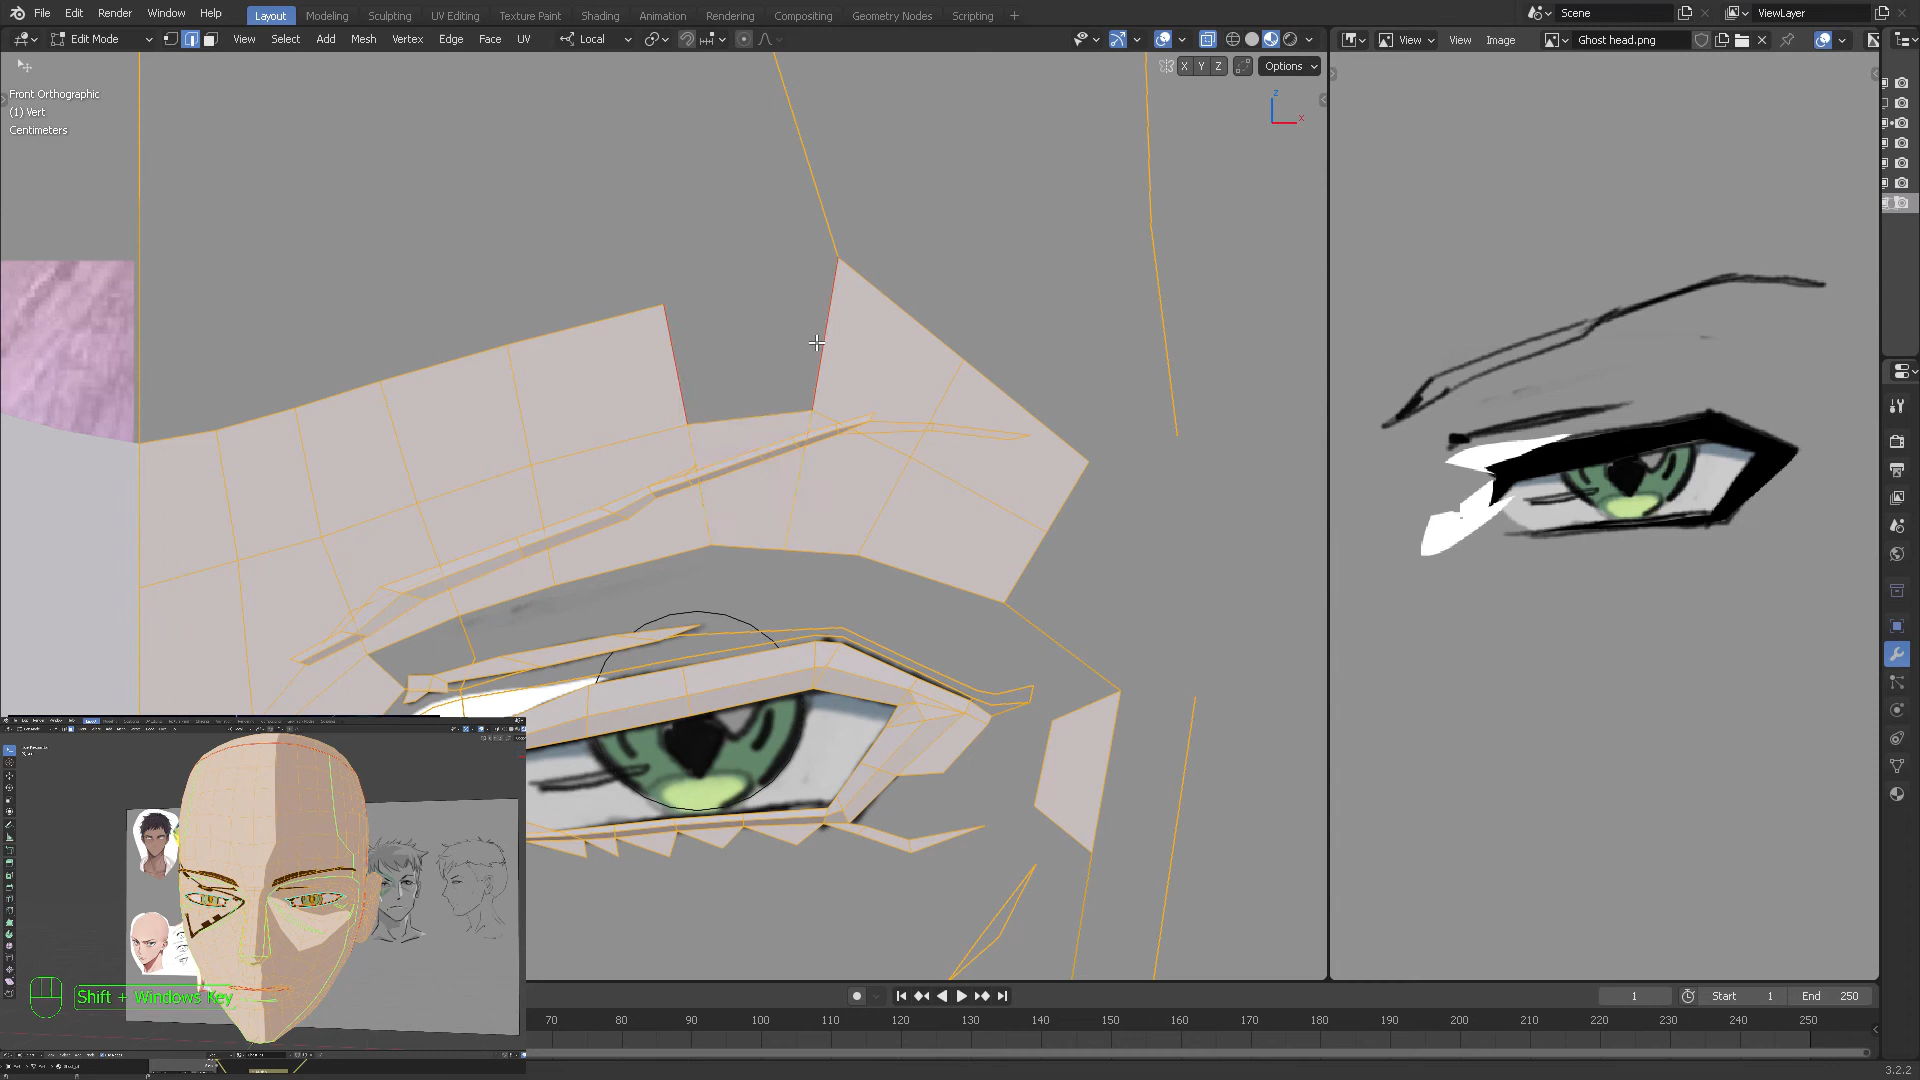 File Edit Render Window Help
Layout Modeling Sculpting UV Editing Texture Paint Shading Animation Rendering Compositing Geometry Nodes Scripting +
Scene
ViewLayer
Edit Mode
View Select Add Mesh Vertex Edge Face UV
Local
View View Image
Ghost head.png
X Y Z
Options
Front Orthographic
(1) Vert
Centimeters
z
x
Shift + Windows Key
1
Start 1
End 250
70 80 90 100 110 120 130 140 150 160 170 180 190 200 210 220 230 240 250
3.2.2